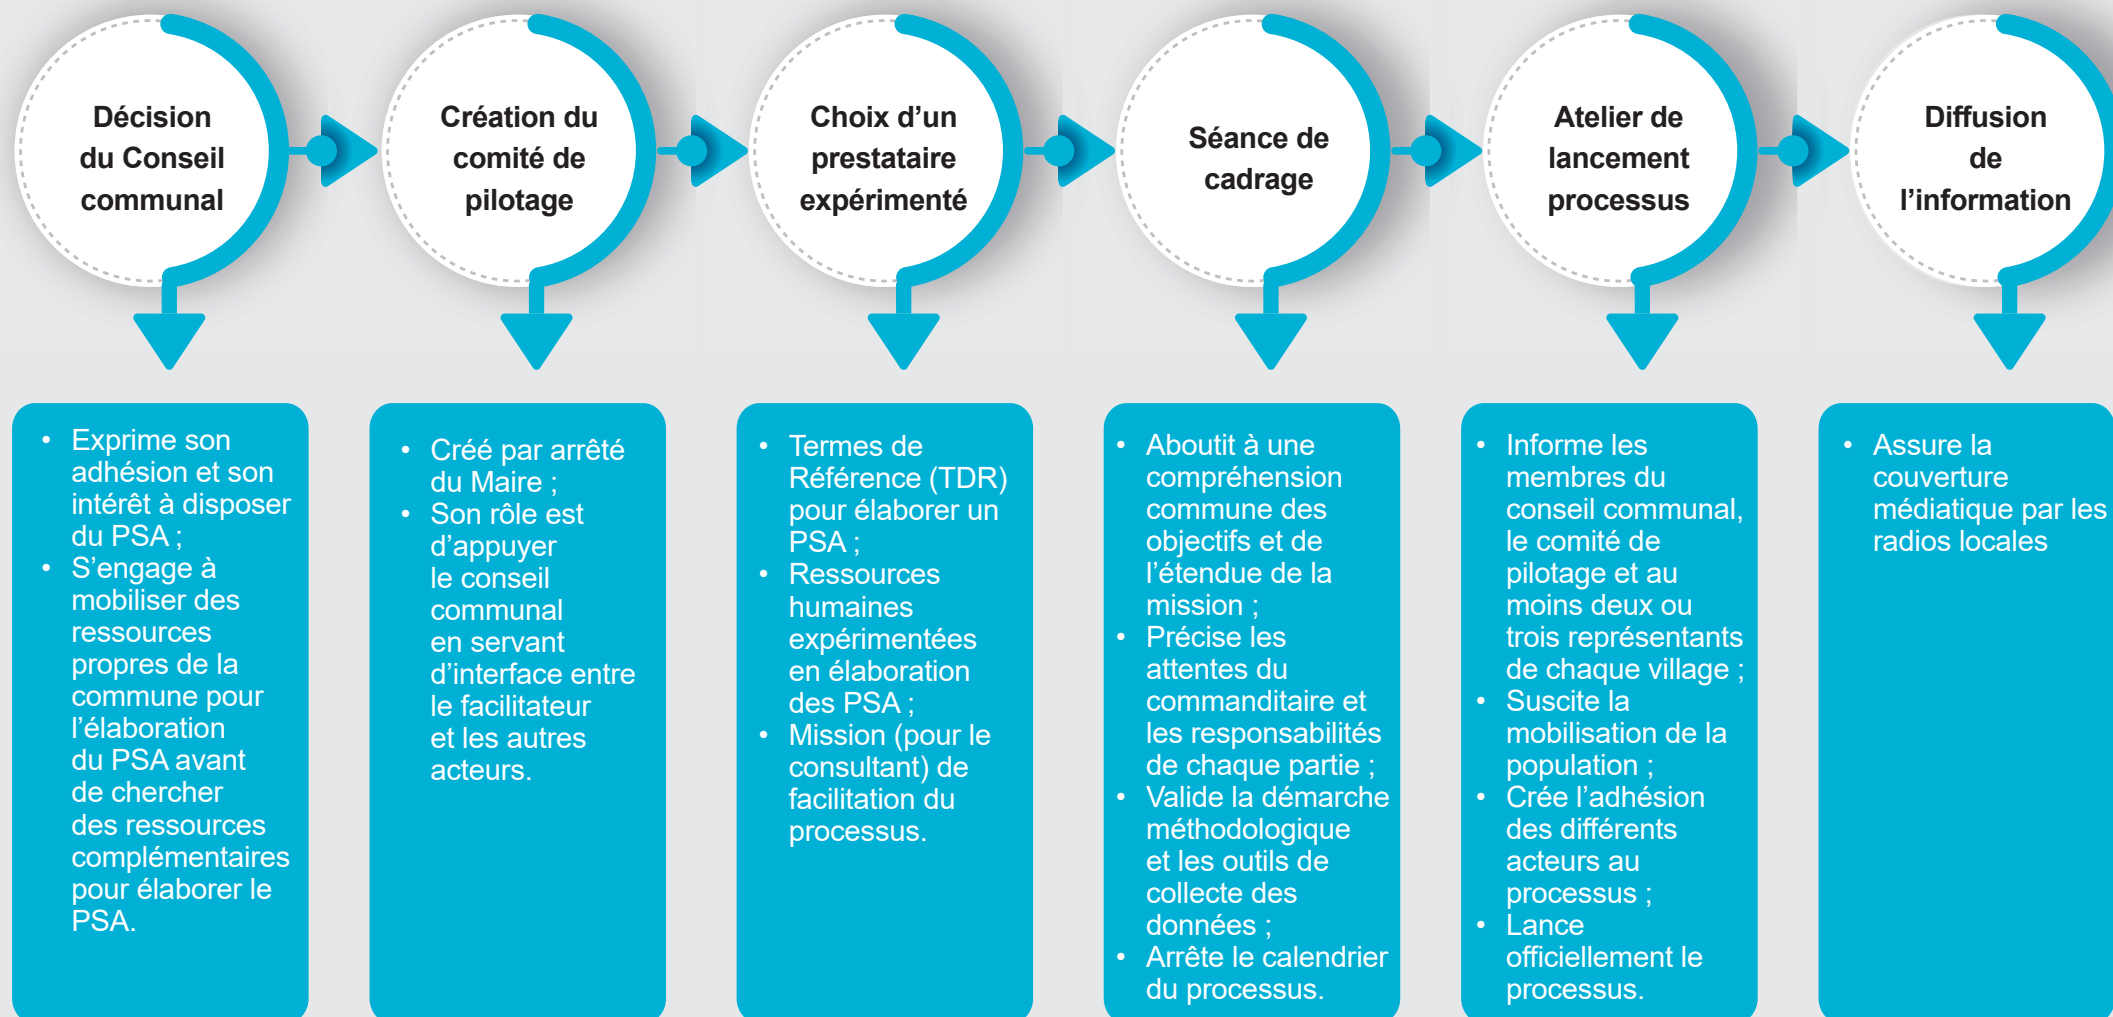 Décision
du Conseil
communal
Création du
comité de
pilotage
Choix d’un
prestataire
expérimenté
Séance de
cadrage
Atelier de
lancement
processus
Diffusion
de
l’information
• Exprime son
adhésion et son
intérêt à disposer
du PSA ;
• S’engage à
mobiliser des
ressources
propres de la
commune pour
l’élaboration
du PSA avant
de chercher
des ressources
complémentaires
pour élaborer le
PSA.
• Créé par arrêté
du Maire ;
• Son rôle est
d’appuyer
le conseil
communal
en servant
d’interface entre
le facilitateur
et les autres
acteurs.
• Termes de
Référence (TDR)
pour élaborer un
PSA ;
• Ressources
humaines
expérimentées
en élaboration
des PSA ;
• Mission (pour le
consultant) de
facilitation du
processus.
• Aboutit à une
compréhension
commune des
objectifs et de
l’étendue de la
mission ;
• Précise les
attentes du
commanditaire et
les responsabilités
de chaque partie ;
• Valide la démarche
méthodologique
et les outils de
collecte des
données ;
• Arrête le calendrier
du processus.
• Informe les
membres du
conseil communal,
le comité de
pilotage et au
moins deux ou
trois représentants
de chaque village ;
• Suscite la
mobilisation de la
population ;
• Crée l’adhésion
des différents
acteurs au
processus ;
• Lance
officiellement le
processus.
• Assure la
couverture
médiatique par les
radios locales